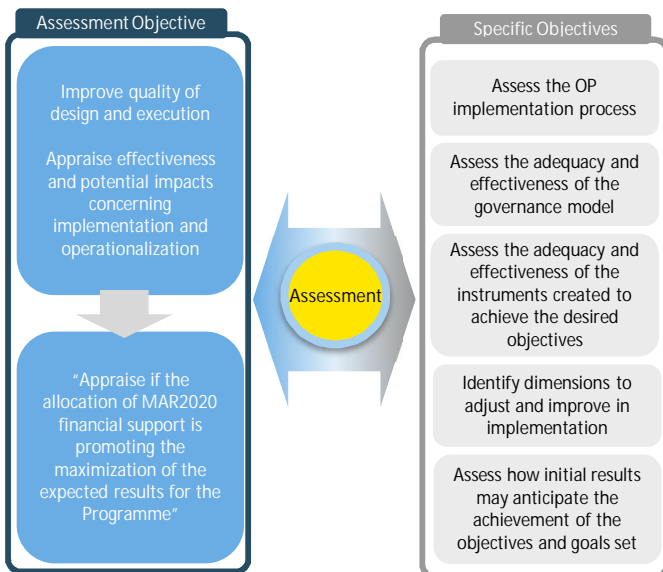 Assessment Objective
Improve quality of
design and execution
Appraise effectiveness
and potential impacts
concerning
implementation and
operationalization
"Appraise if the
allocation of MAR2020
financial support is
promoting the
maximization of the
expected results for the
Programme"
Assessment
Specific Objectives
Assess the OP
implementation process
Assess the adequacy and
effectiveness of the
governance model
Assess the adequacy and
effectiveness of the
instruments created to
achieve the desired
objectives
Identify dimensions to
adjust and improve in
implementation
Assess how initial results
may anticipate the
achievement of the
objectives and goals set